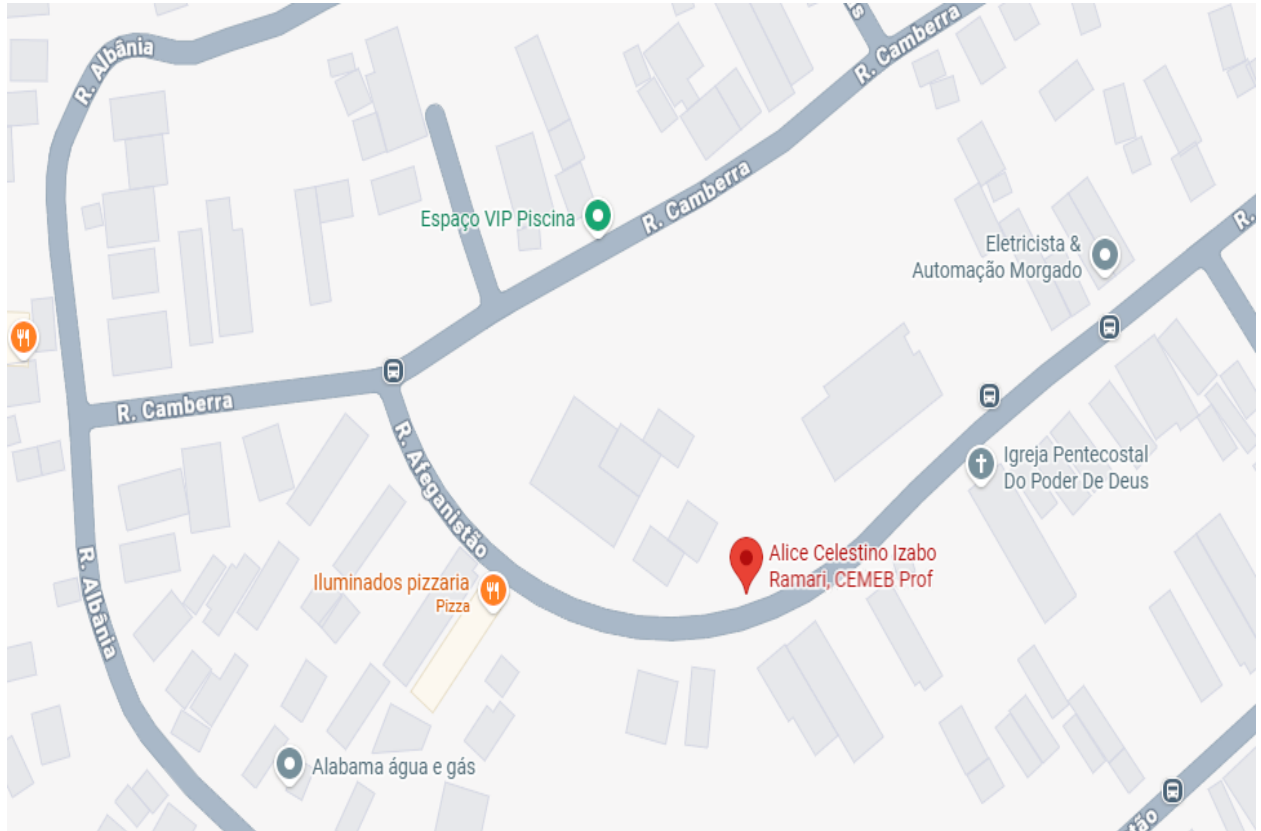 R. Albânia
R. Camberra
Espaço VIP Piscina
R. Camberra
Eletricista &
Automação Morgado
R.
R. Camberra
R. Afeganistão
Igreja Pentecostal
Do Poder De Deus
Alice Celestino Izabo
Ramari, CEMEB Prof
R. Albânia
Iluminados pizzaria
Pizza
Alabama água e gás